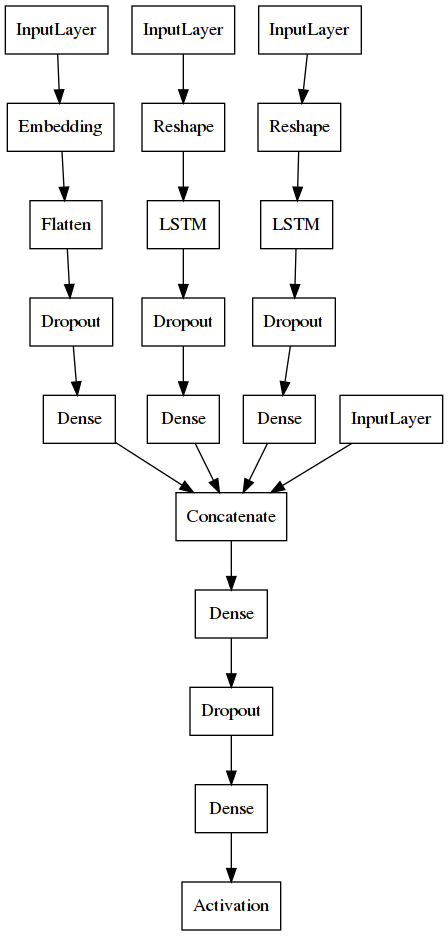 InputLayer
InputLayer
InputLayer
Embedding
Reshape
Reshape
Flatten
LSTM
LSTM
Dropout
Dropout
Dropout
Dense
Dense
Dense
InputLayer
Concatenate
Dense
Dropout
Dense
Activation